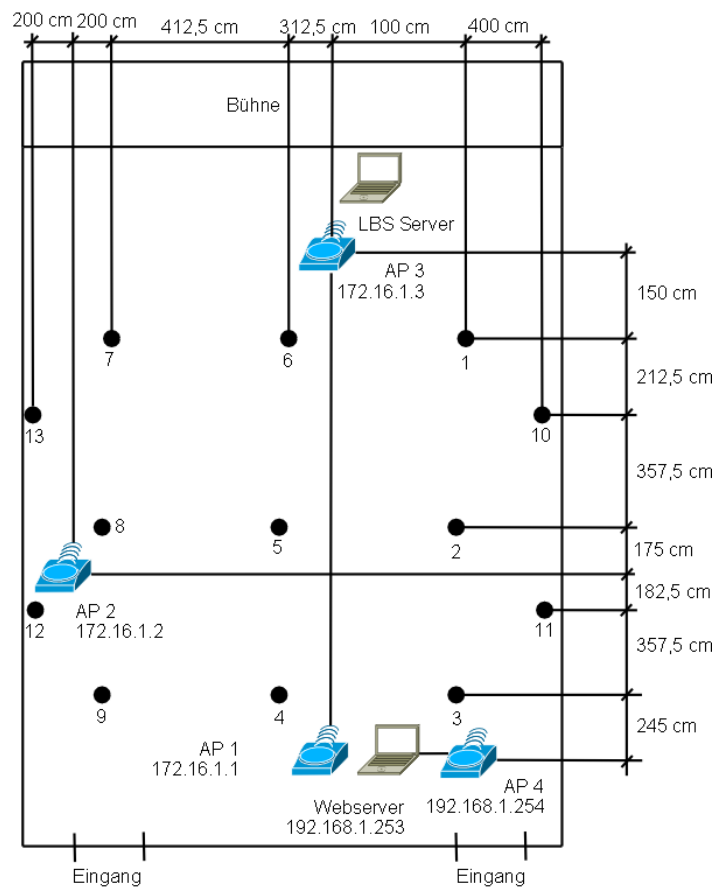 200 cm 200 cm 412,5 cm 312,5 cm 100 cm 400 cm
Bühne
LBS Server
AP 3
172.16.1.3
150 cm
7
6
1
212,5 cm
13
10
357,5 cm
8
5
2
175 cm
182,5 cm
AP 2
172.16.1.2
12
11
357,5 cm
9
4
3
245 cm
AP 1
172.16.1.1
AP 4
192.168.1.254
Webserver
192.168.1.253
Eingang
Eingang